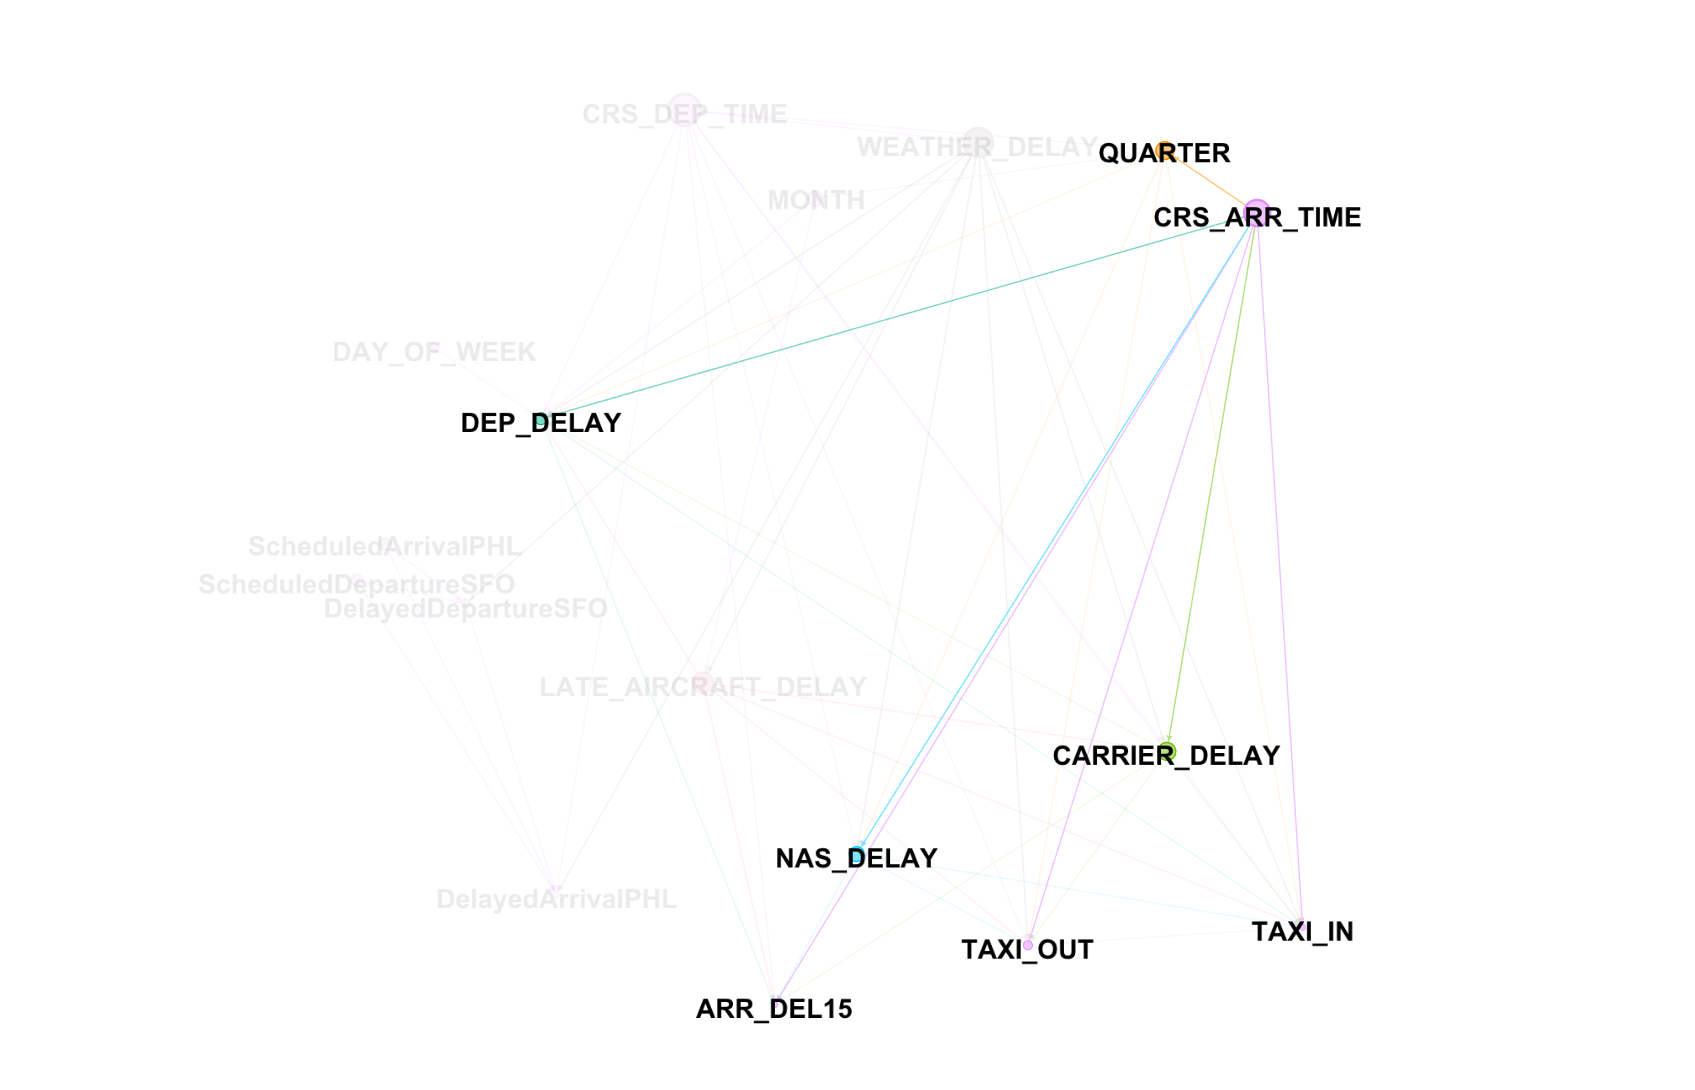 CRS_DEP_TIME
WEATHER_DELAY
QUARTER
MONTH
CRS_ARR_TIME
DAY_OF_WEEK
DEP_DELAY
ScheduledArrivalPHL
ScheduledDepartureSFO
DelayedDepartureSFO
LATE_AIRCRAFT_DELAY
CARRIER_DELAY
NAS_DELAY
DelayedArrivalPHL
TAXI_IN
TAXI_OUT
ARR_DEL15